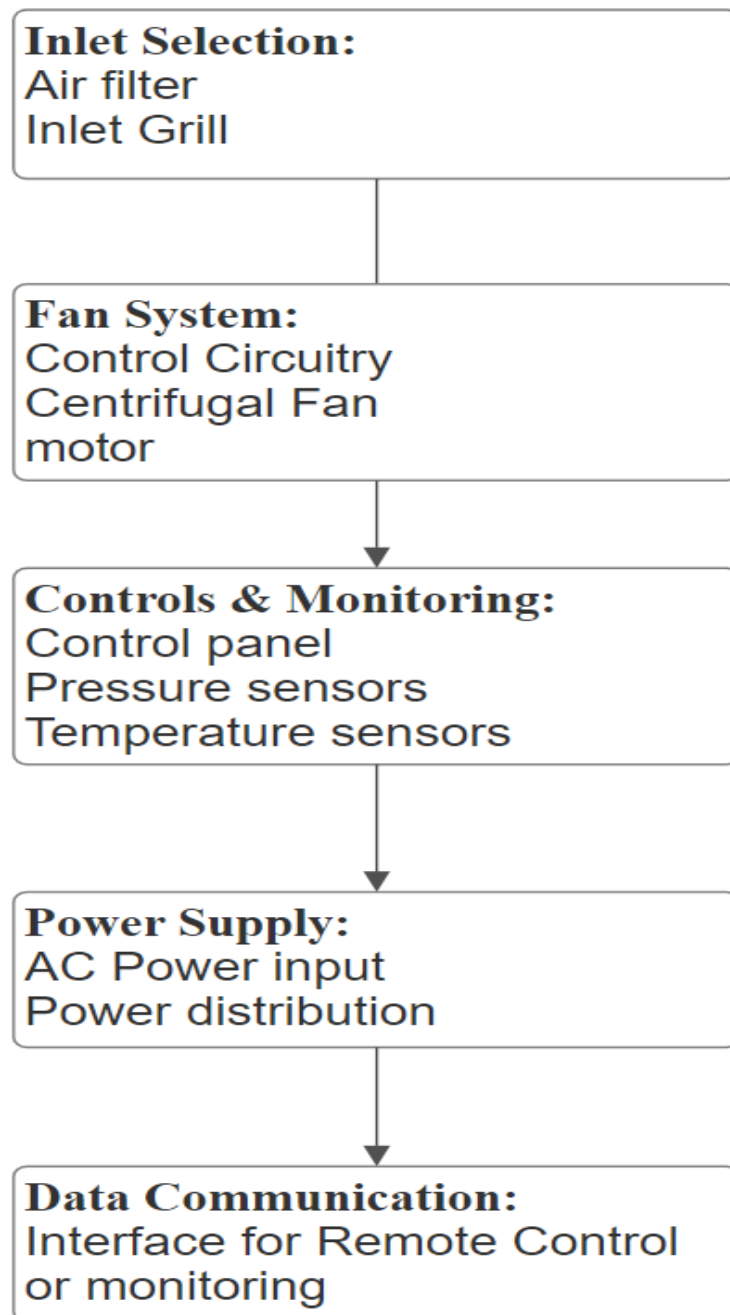 Inlet Selection:
Air filter
Inlet Grill
Fan System:
Control Circuitry
Centrifugal Fan
motor
Controls & Monitoring:
Control panel
Pressure sensors
Temperature sensors
Power Supply:
AC Power input
Power distribution
Data Communication:
Interface for Remote Control
or monitoring